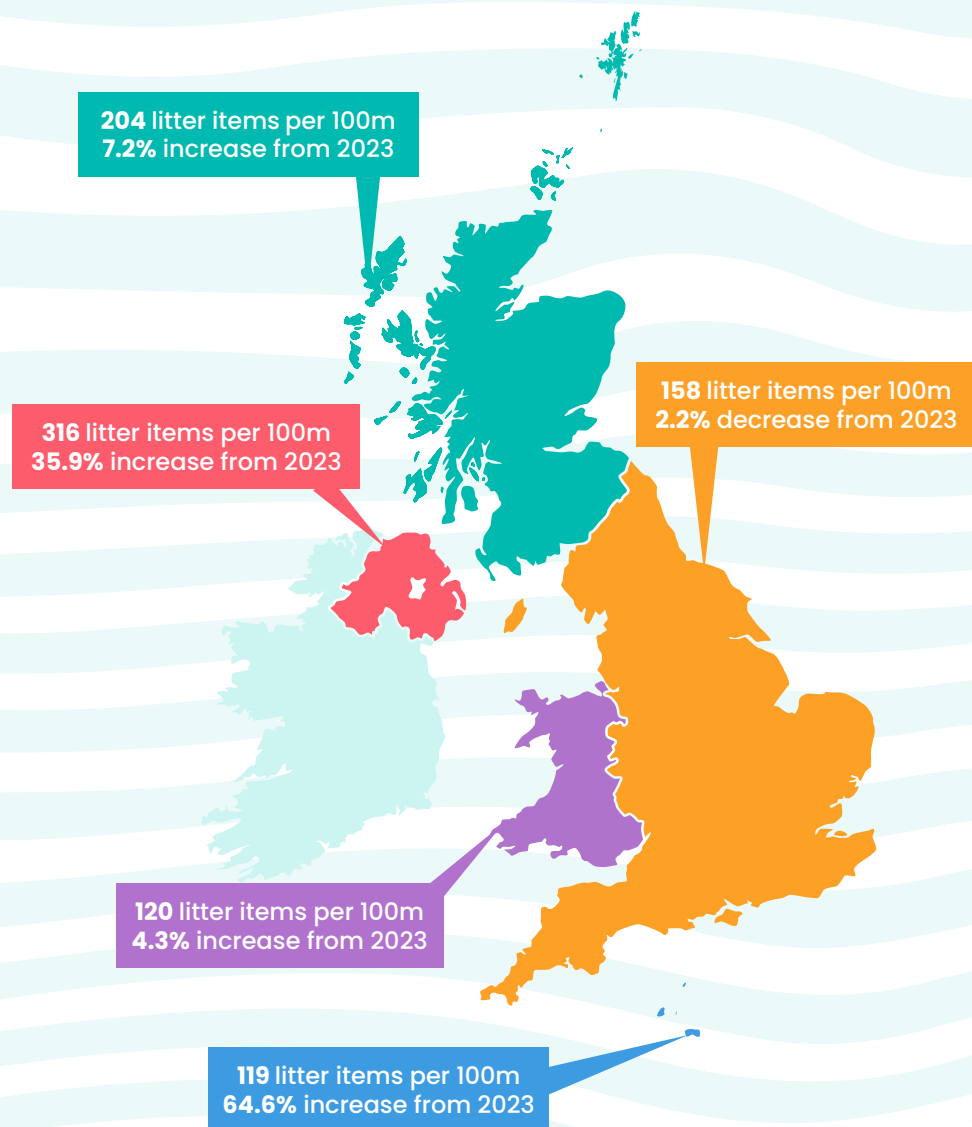 204 litter items per 100m
7.2% increase from 2023
158 litter items per 100m
2.2% decrease from 2023
316 litter items per 100m
35.9% increase from 2023
120 litter items per 100m
4.3% increase from 2023
119 litter items per 100m
64.6% increase from 2023